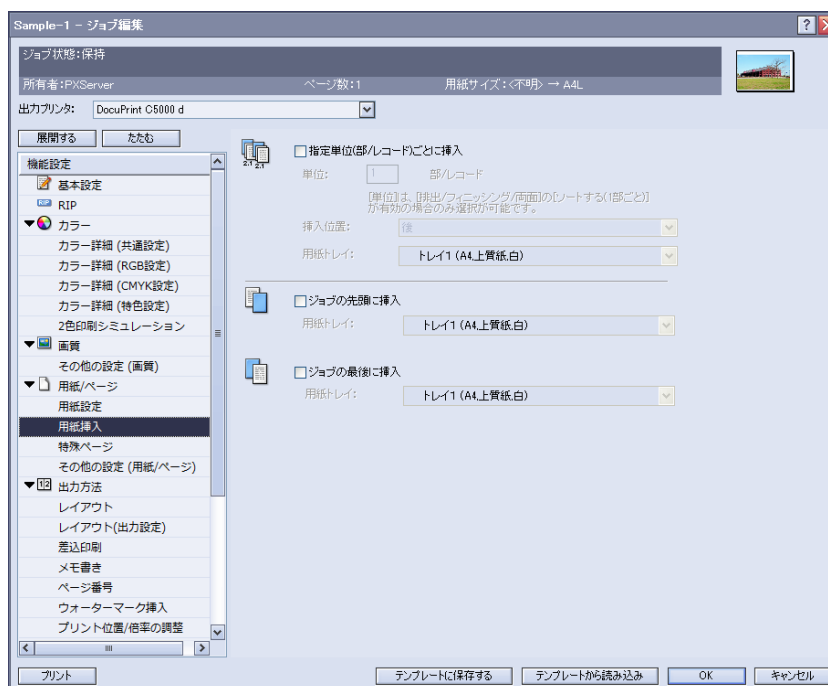 Sample-1 - ジョブ編集
ジョブ状態:保持
所有者:PXServer ページ数:1 用紙サイズ:<不明> → A4L
出力プリンタ: DocuPrint C5000 d
展開する たたむ
機能設定
基本設定
RIP
カラー
カラー詳細 (共通設定)
カラー詳細 (RGB設定)
カラー詳細 (CMYK設定)
カラー詳細 (特色設定)
2色印刷シミュレーション
画質
その他の設定 (画質)
用紙/ページ
用紙設定
用紙挿入
特殊ページ
その他の設定 (用紙/ページ)
出力方法
レイアウト
レイアウト(出力設定)
差込印刷
メモ書き
ページ番号
ウォーターマーク挿入
プリント位置/倍率の調整
指定単位(部/レコード)ごとに挿入
単位: 1 部/レコード
[単位]は、[排出/フィニッシング/両面]の[ソートする(1部ごと)]
が有効の場合のみ選択が可能です。
挿入位置: 後
用紙トレイ: トレイ1 (A4,上質紙,白)
ジョブの先頭に挿入
用紙トレイ: トレイ1 (A4,上質紙,白)
ジョブの最後に挿入
用紙トレイ: トレイ1 (A4,上質紙,白)
プリント テンプレートに保存する テンプレートから読み込み OK キャンセル